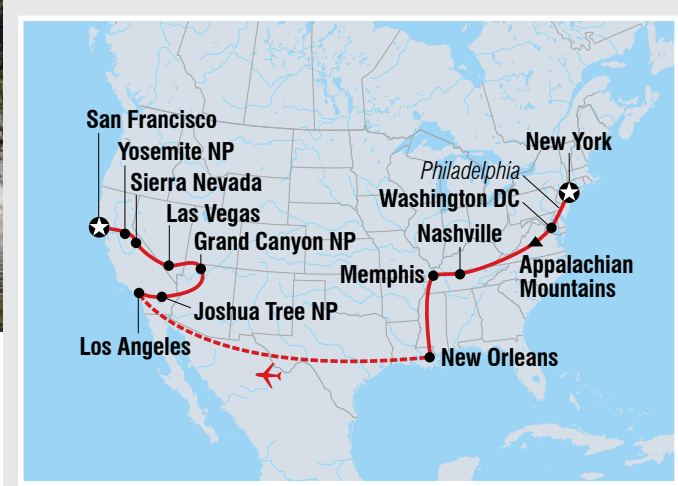 San Francisco
Yosemite NP
Sierra Nevada
Las Vegas
Grand Canyon NP
Joshua Tree NP
Los Angeles
New York
Philadelphia
Washington DC
Nashville
Memphis
Appalachian
Mountains
New Orleans